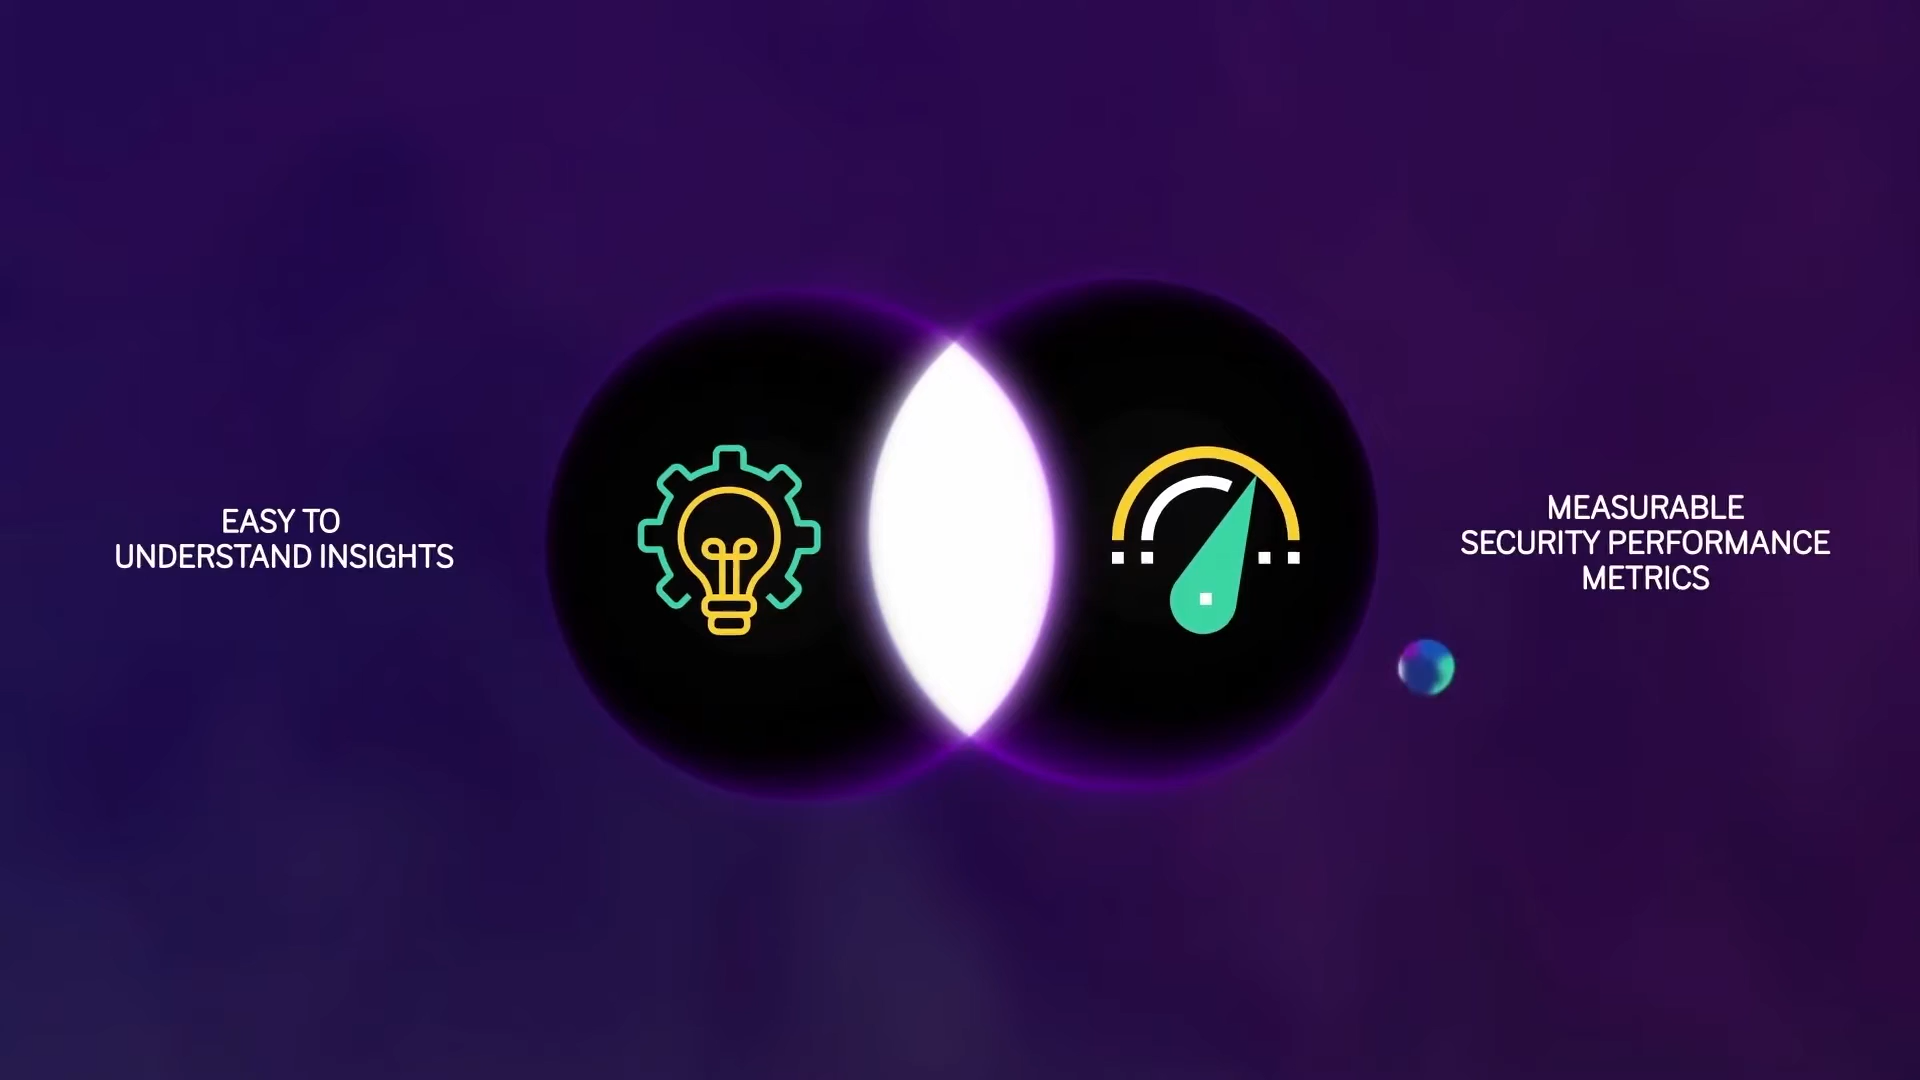 EASY TO
UNDERSTAND INSIGHTS
MEASURABLE
SECURITY PERFORMANCE
METRICS